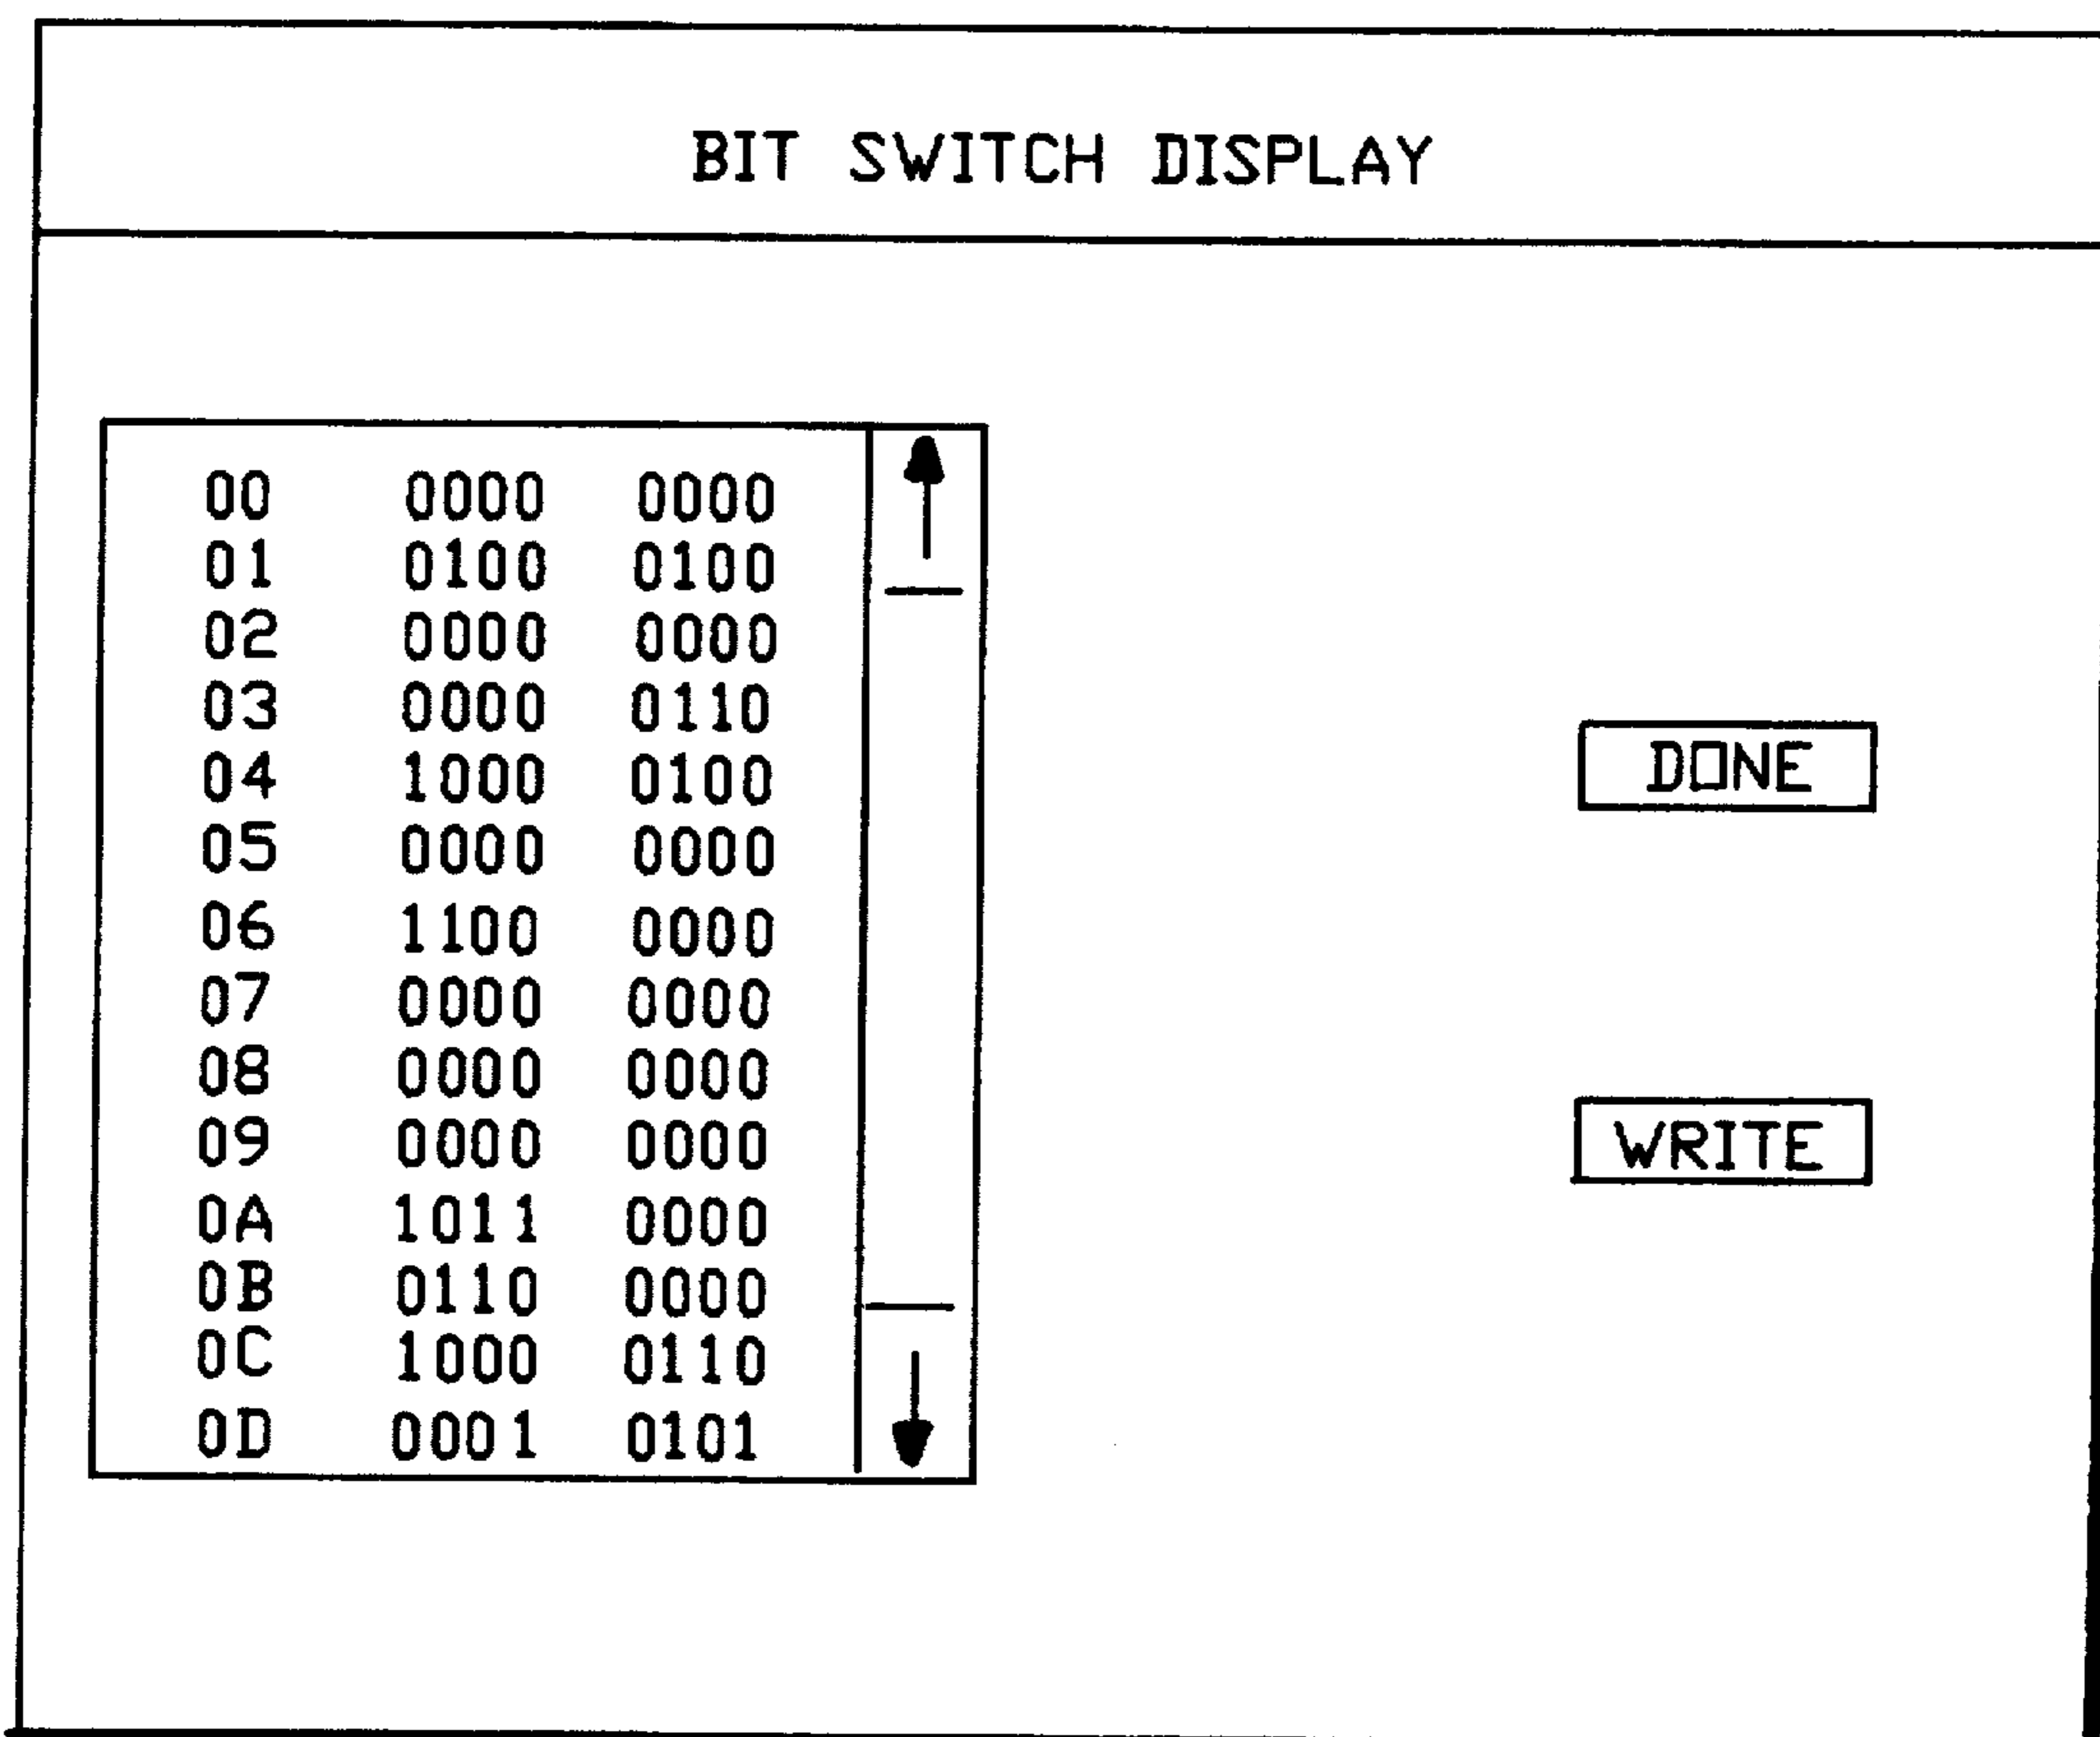 BIT SWITCH DISPLAY
00 0000 0000
01 0100 0100
02 0000 0000
03 0000 0110
04 1000 0100
05 0000 0000
06 1100 0000
07 0000 0000
08 0000 0000
09 0000 0000
0A 1011 0000
0B 0110 0000
0C 1000 0110
0D 0001 0101
DONE
WRITE